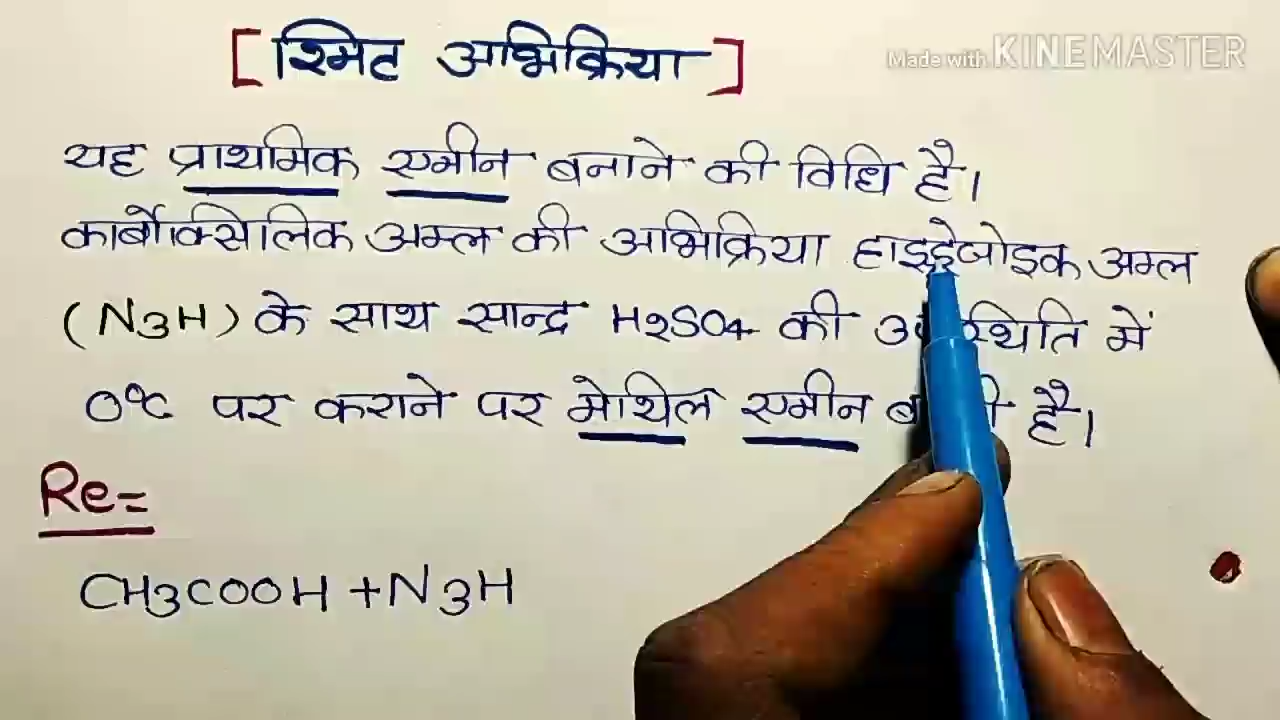 [श्मिट अभिक्रिया]
Made with KINEMASTER
यह प्राथमिक एमीन बनाने की विधि है।
कार्बोक्सिलिक अम्ल की अभिक्रिया अम्ल
(N3H) के साथ सान्द्र H2SO4 की में
0°C पर कराने पर मेथिल एमीन है।
Re=
CH3COOH + N3H